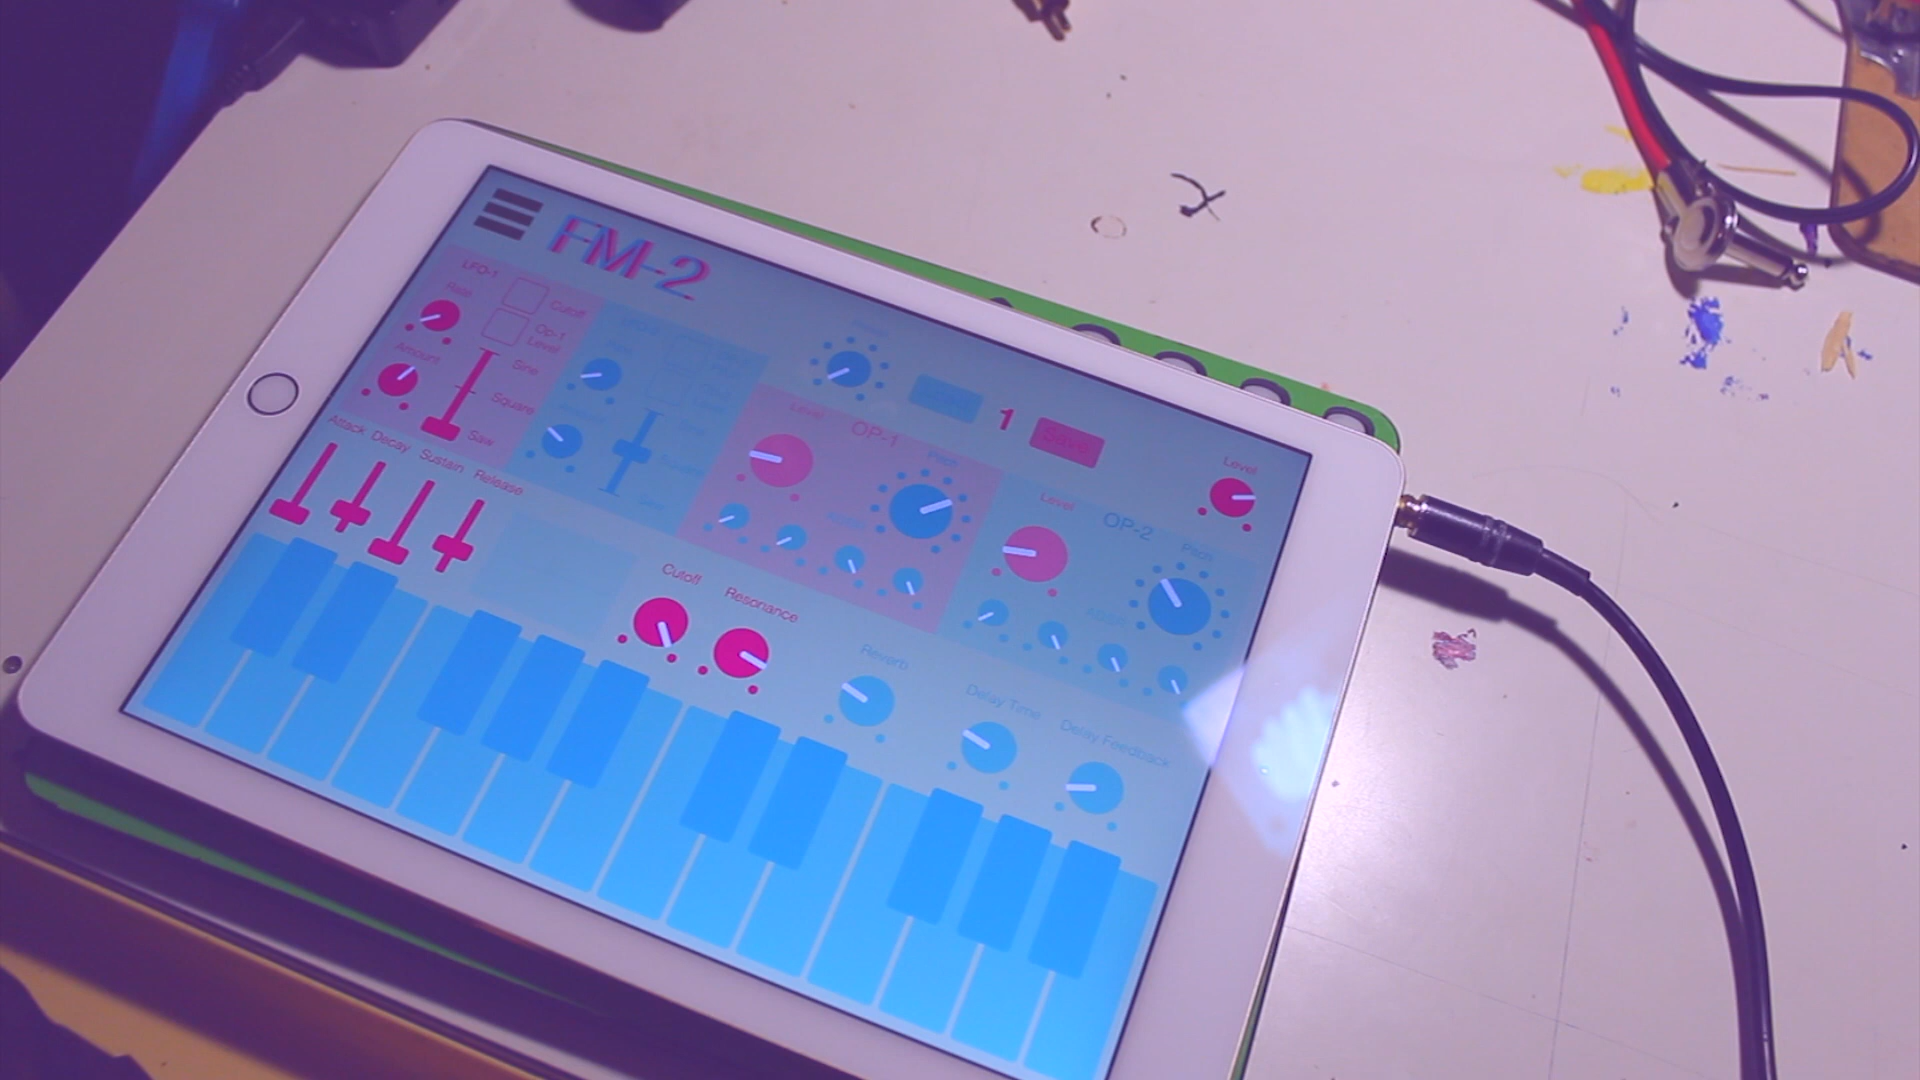 FM-2
LFO-1
Rate
Cutoff
Op-1
Level
Amount
Sine
Square
Saw
Attack Decay Sustain Release
Level OP-1 Pitch
1
Level
Level OP-2 Pitch
Cutoff Resonance
Reverb
Delay Time
Delay Feedback